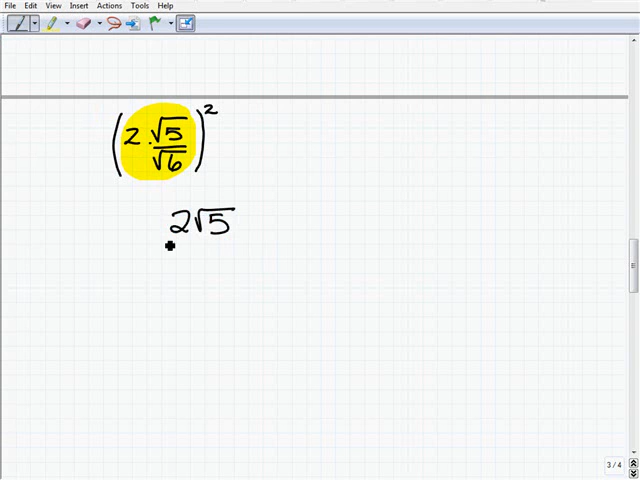 File Edit View Insert Actions Tools Help
(2 · √5/√6)²
2√5
3 / 4